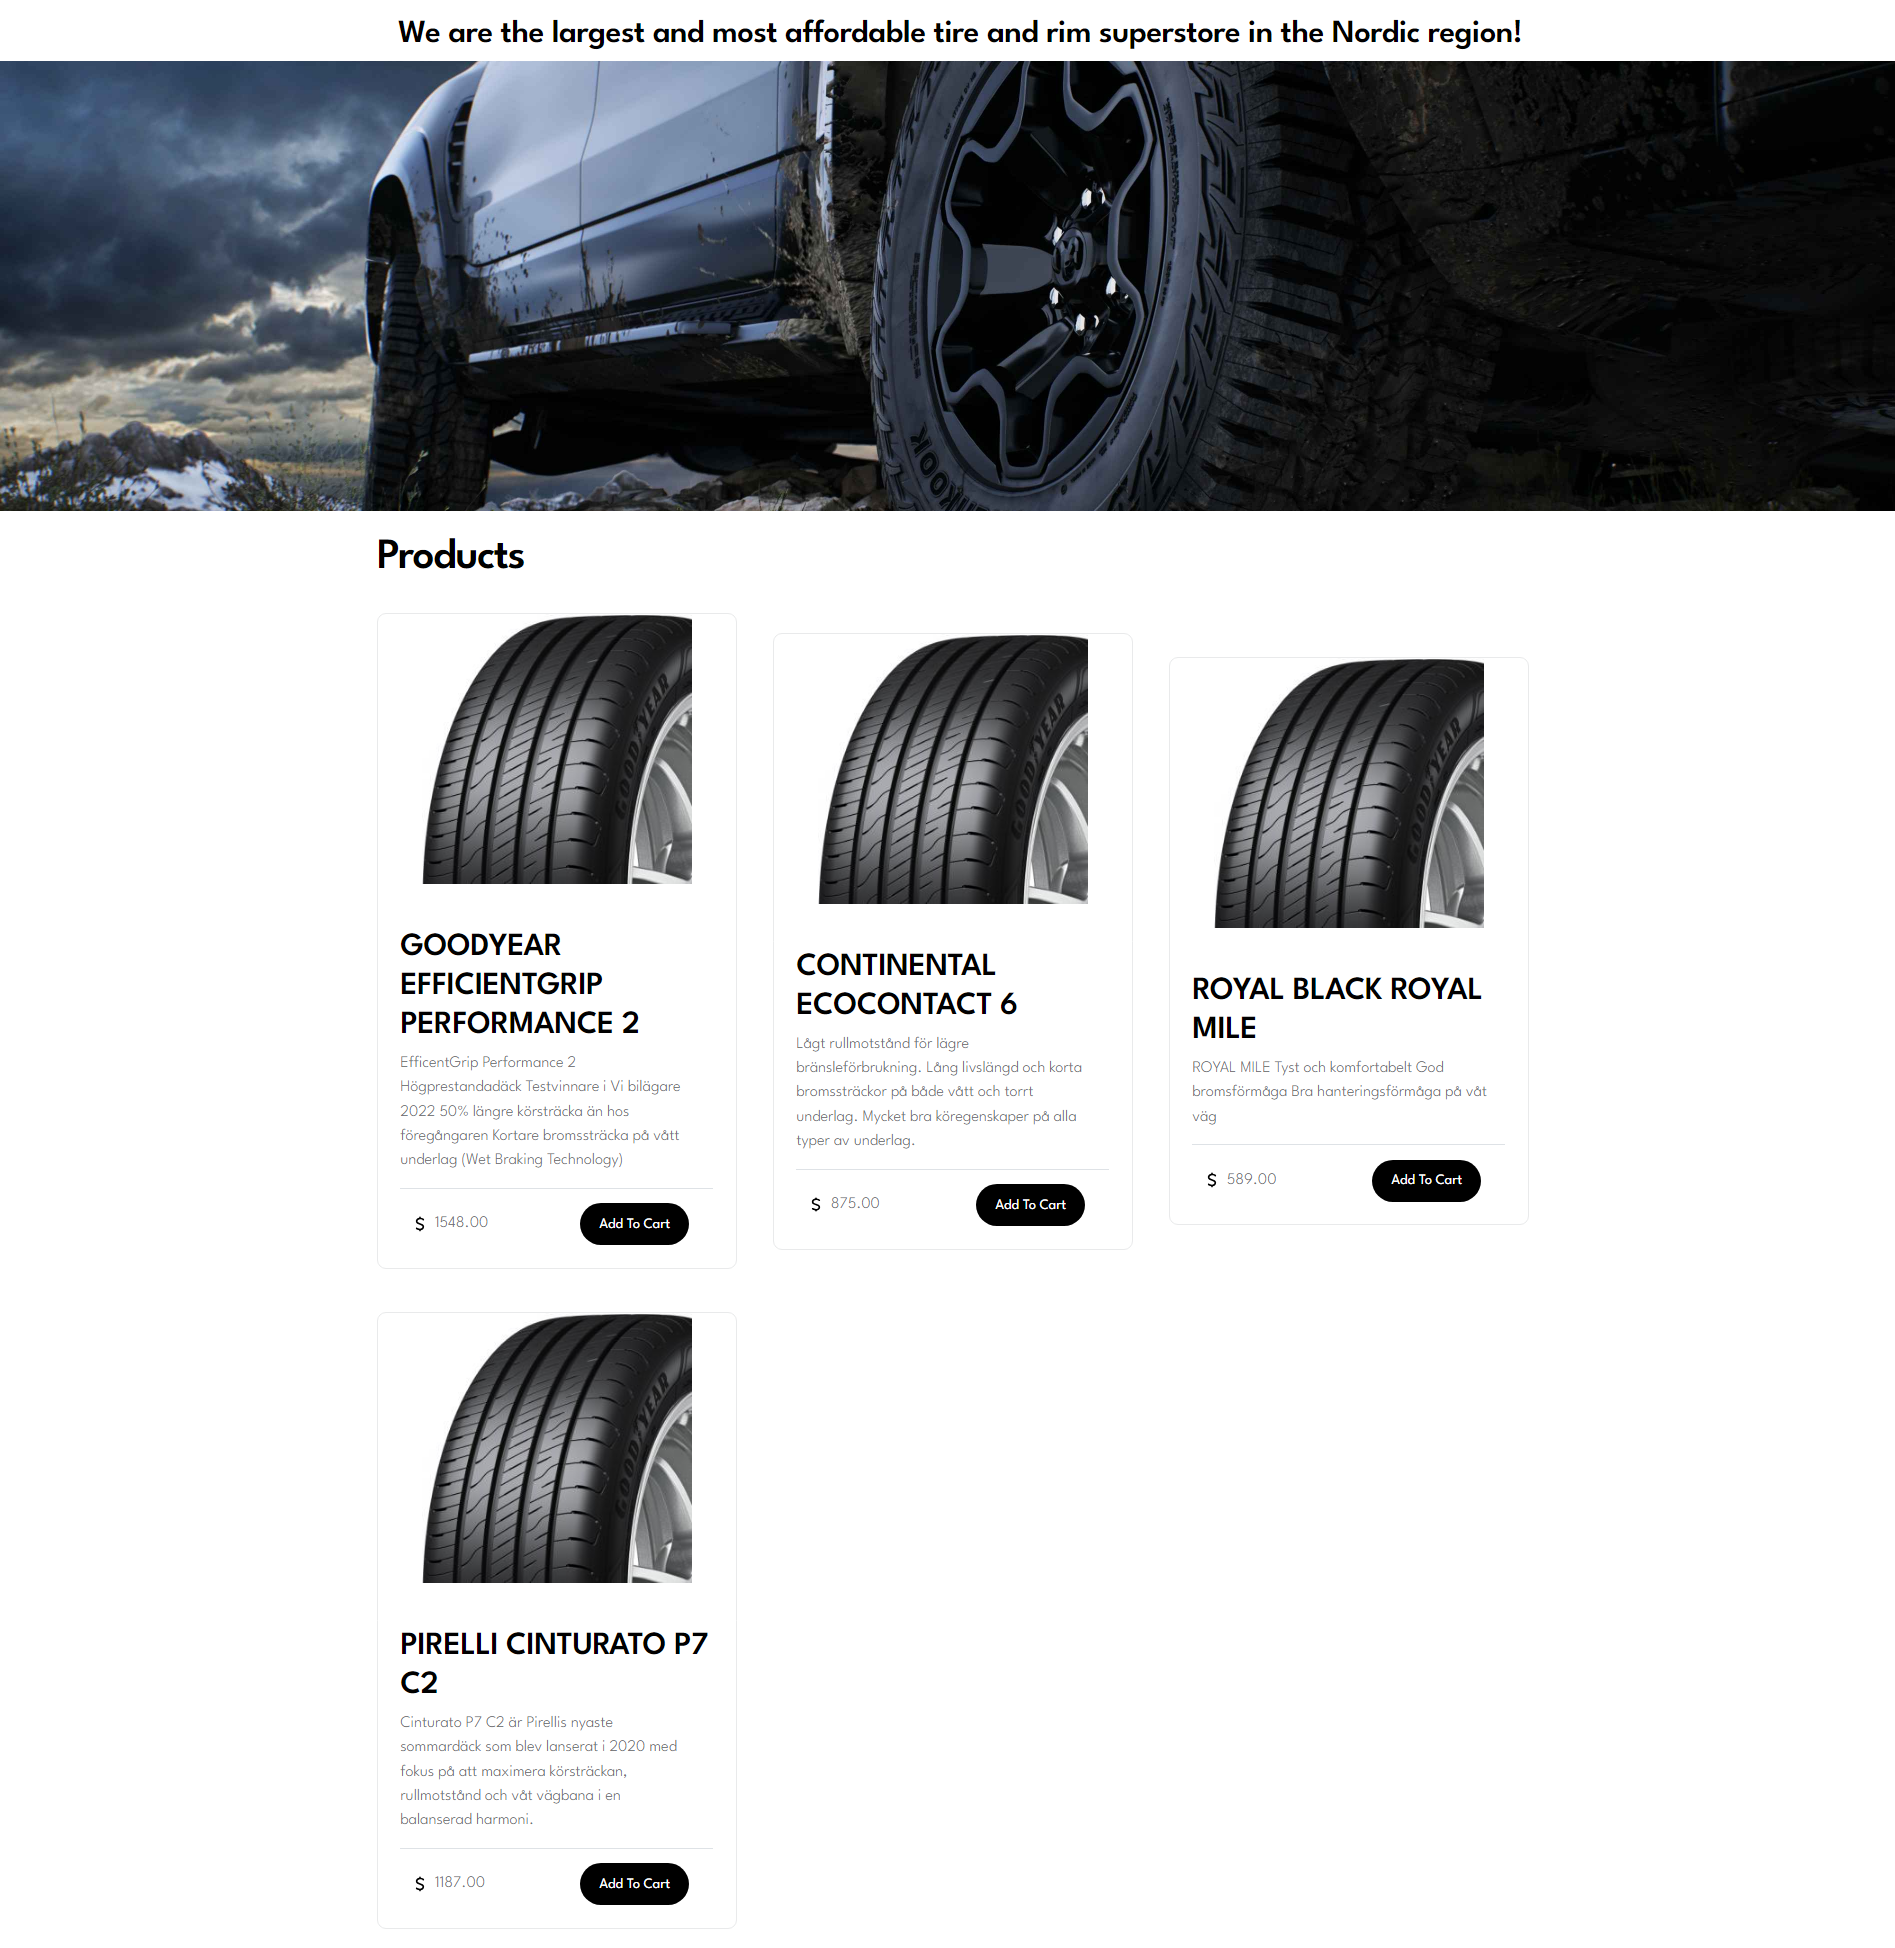 We are the largest and most affordable tire and rim superstore in the Nordic region!
Products
GOODYEAR
GOODYEAR
EFFICIENTGRIP
PERFORMANCE 2
EfficentGrip Performance 2
Högprestandadäck Testvinnare i Vi bilägare
2022 50% längre körsträcka än hos
föregångaren Kortare bromssträcka på vått
underlag (Wet Braking Technology)
$ 1548.00
Add To Cart
GOODYEAR
CONTINENTAL
ECOCONTACT 6
Lågt rullmotstånd för lägre
bränsleförbrukning. Lång livslängd och korta
bromssträckor på både vått och torrt
underlag. Mycket bra köregenskaper på alla
typer av underlag.
$ 875.00
Add To Cart
GOODYEAR
ROYAL BLACK ROYAL
MILE
ROYAL MILE Tyst och komfortabelt God
bromsförmåga Bra hanteringsförmåga på våt
väg
$ 589.00
Add To Cart
GOODYEAR
PIRELLI CINTURATO P7
C2
Cinturato P7 C2 är Pirellis nyaste
sommardäck som blev lanserat i 2020 med
fokus på att maximera körsträckan,
rullmotstånd och våt vägbana i en
balanserad harmoni.
$ 1187.00
Add To Cart